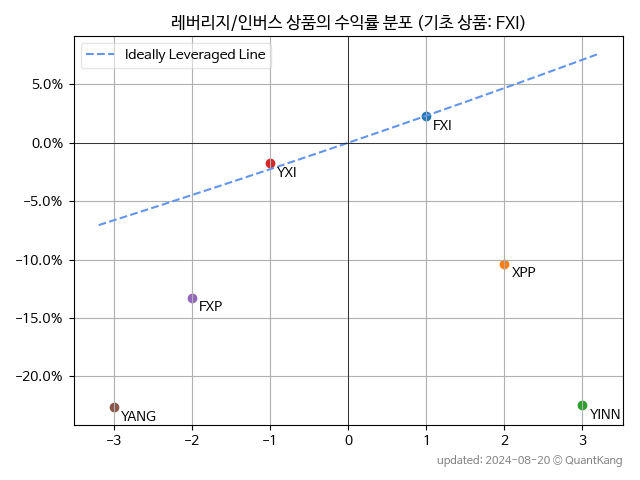 레버리지/인버스 상품의 수익률 분포 (기초 상품: FXI)
Ideally Leveraged Line
5.0%
FXI
0.0%
YXI
−5.0%
−10.0%
XPP
FXP
−15.0%
−20.0%
YANG
YINN
−3 −2 −1 0 1 2 3
updated: 2024-08-20 © QuantKang